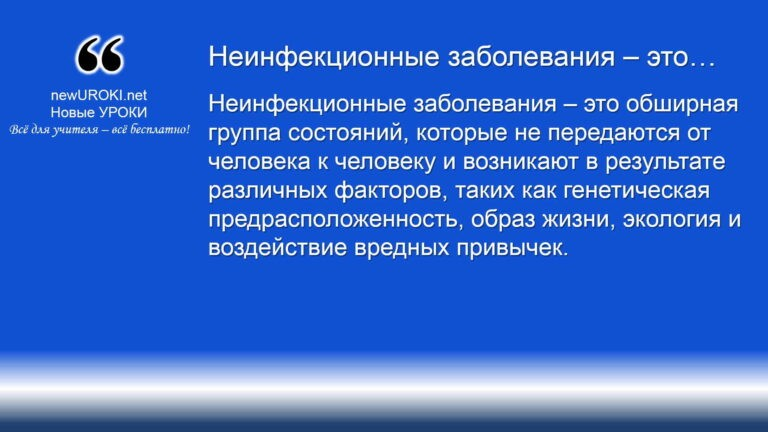 “
newUROKI.net
Новые УРОКИ
Всё для учителя – всё бесплатно!
Неинфекционные заболевания – это…
Неинфекционные заболевания – это обширная
группа состояний, которые не передаются от
человека к человеку и возникают в результате
различных факторов, таких как генетическая
предрасположенность, образ жизни, экология и
воздействие вредных привычек.